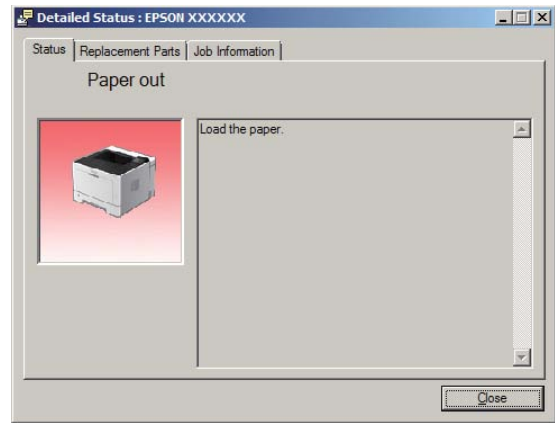 Detailed Status : EPSON XXXXXX
Status Replacement Parts Job Information
Paper out
Load the paper.
Close